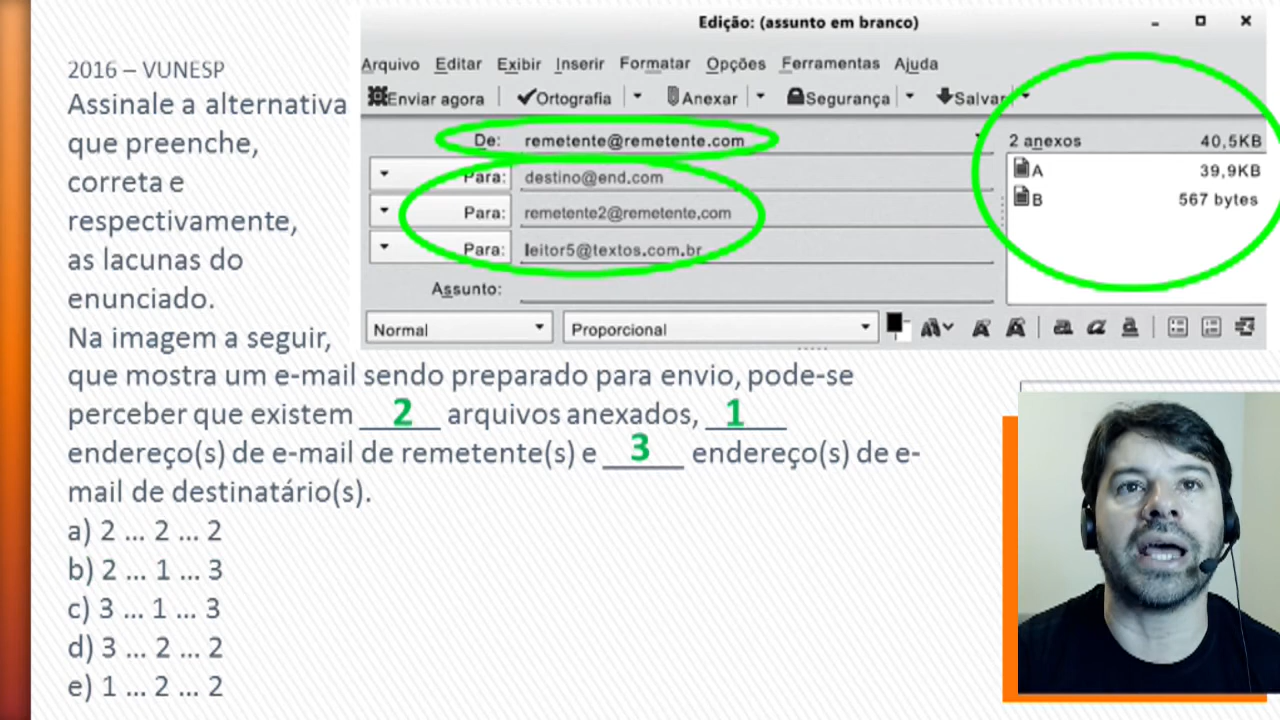 2016 – VUNESP
Assinale a alternativa
que preenche,
correta e
respectivamente,
as lacunas do
enunciado.
Na imagem a seguir,
que mostra um e-mail sendo preparado para envio, pode-se
perceber que existem __2__ arquivos anexados, __1__
endereço(s) de e-mail de remetente(s) e __3__ endereço(s) de e-
mail de destinatário(s).
a) 2 ... 2 ... 2
b) 2 ... 1 ... 3
c) 3 ... 1 ... 3
d) 3 ... 2 ... 2
e) 1 ... 2 ... 2
Edição: (assunto em branco)
Arquivo Editar Exibir Inserir Formatar Opções Ferramentas Ajuda
Enviar agora Ortografia Anexar Segurança Salvar
De: remetente@remetente.com
Para: destino@end.com
Para: remetente2@remetente.com
Para: leitor5@textos.com.br
Assunto:
2 anexos 40,5KB
A 39,9KB
B 567 bytes
Normal Proporcional